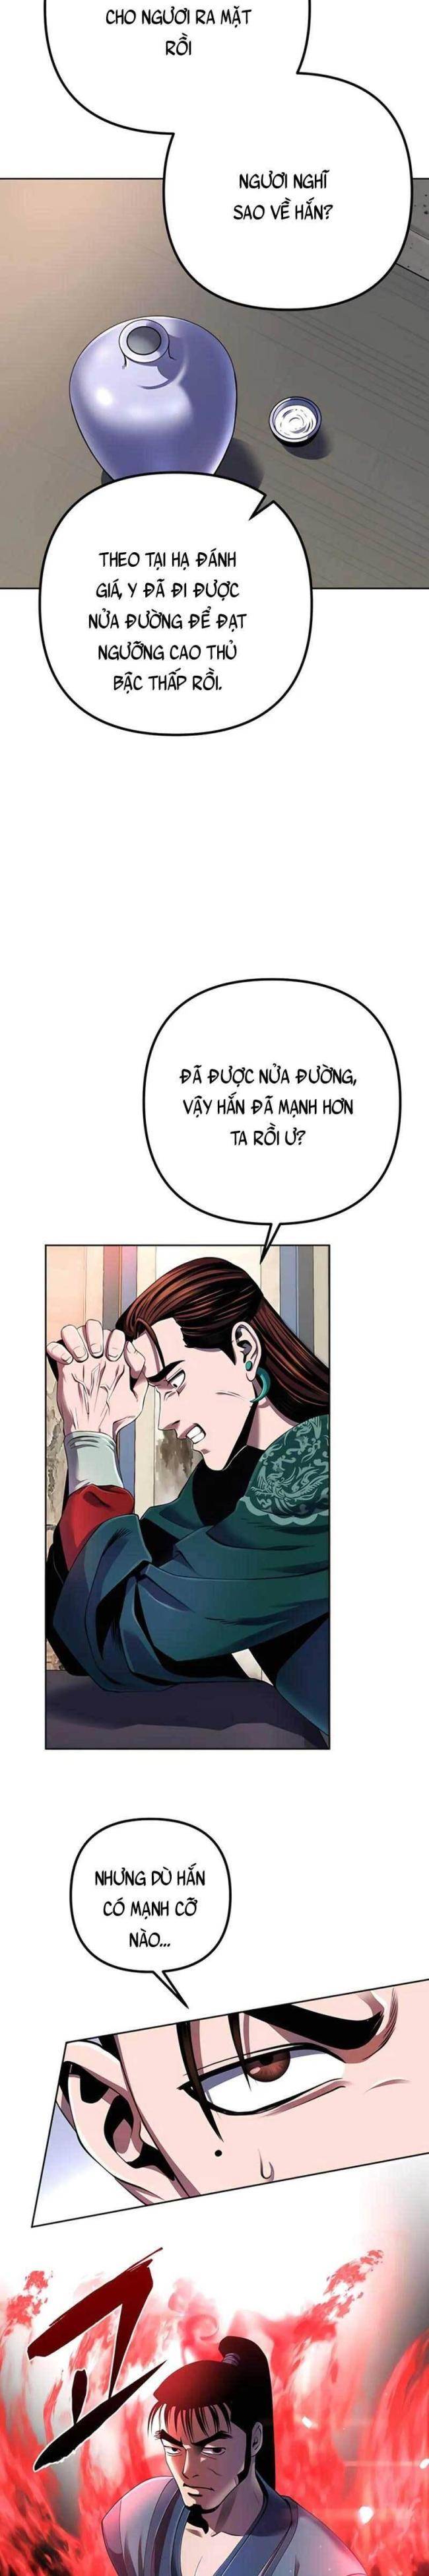 CHO NGƯƠI RA MẮT
RỒI
NGƯƠI NGHĨ
SAO VỀ HẮN?
THEO TẠI HẠ ĐÁNH
GIÁ, Y ĐÃ ĐI ĐƯỢC
NỬA ĐƯỜNG ĐỂ ĐẠT
NGƯỠNG CAO THỦ
BẬC THẤP RỒI.
ĐÃ ĐƯỢC NỬA ĐƯỜNG,
VẬY HẮN ĐÃ MẠNH HƠN
TA RỒI Ư?
NHƯNG DÙ HẮN
CÓ MẠNH CỠ
NÀO...